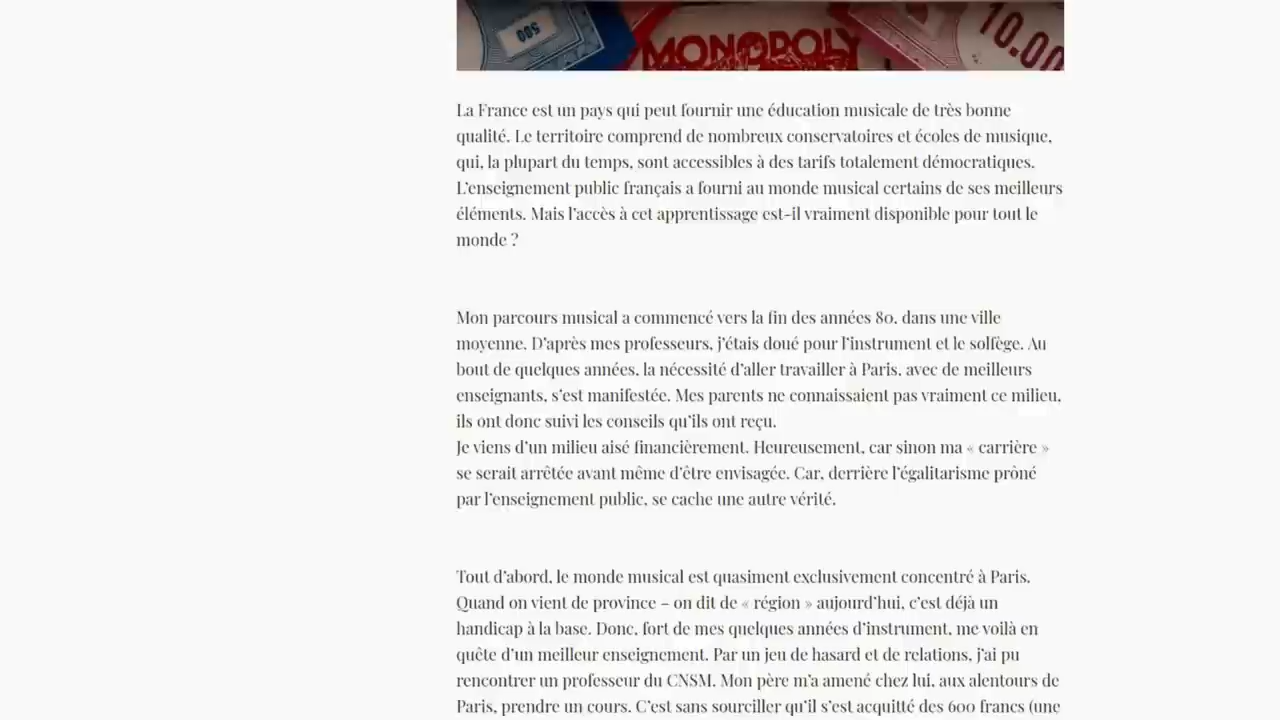 500
MONOPOLY
10.00
La France est un pays qui peut fournir une éducation musicale de très bonne
qualité. Le territoire comprend de nombreux conservatoires et écoles de musique,
qui, la plupart du temps, sont accessibles à des tarifs totalement démocratiques.
L'enseignement public français a fourni au monde musical certains de ses meilleurs
éléments. Mais l'accès à cet apprentissage est-il vraiment disponible pour tout le
monde ?
Mon parcours musical a commencé vers la fin des années 80, dans une ville
moyenne. D'après mes professeurs, j'étais doué pour l'instrument et le solfège. Au
bout de quelques années, la nécessité d'aller travailler à Paris, avec de meilleurs
enseignants, s'est manifestée. Mes parents ne connaissaient pas vraiment ce milieu,
ils ont donc suivi les conseils qu'ils ont reçu.
Je viens d'un milieu aisé financièrement. Heureusement, car sinon ma « carrière »
se serait arrêtée avant même d'être envisagée. Car, derrière l'égalitarisme prôné
par l'enseignement public, se cache une autre vérité.
Tout d'abord, le monde musical est quasiment exclusivement concentré à Paris.
Quand on vient de province – on dit de « région » aujourd'hui, c'est déjà un
handicap à la base. Donc, fort de mes quelques années d'instrument, me voilà en
quête d'un meilleur enseignement. Par un jeu de hasard et de relations, j'ai pu
rencontrer un professeur du CNSM. Mon père m'a amené chez lui, aux alentours de
Paris, prendre un cours. C'est sans sourciller qu'il s'est acquitté des 600 francs (une